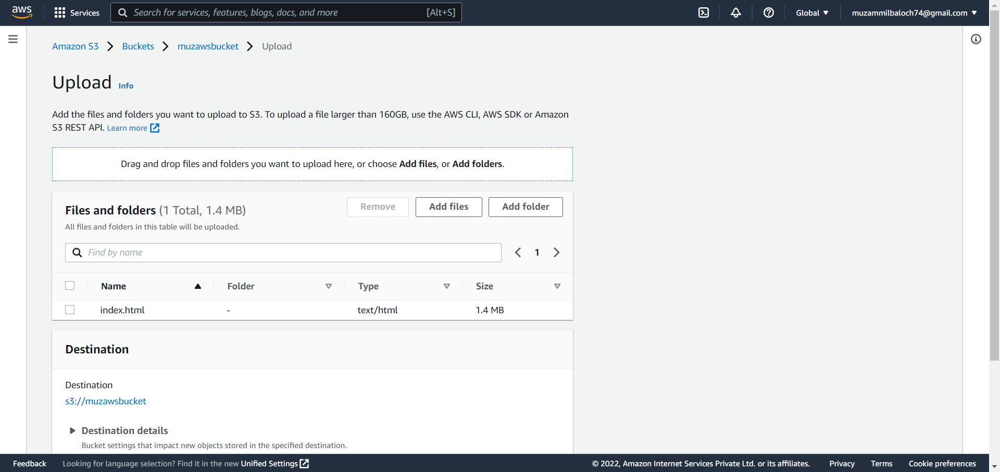 aws
Services
Search for services, features, blogs, docs, and more
[Alt+S]
Global
muzammilbaloch74@gmail.com
Amazon S3
Buckets
muzawsbucket
Upload
Upload
Info
Add the files and folders you want to upload to S3. To upload a file larger than 160GB, use the AWS CLI, AWS SDK or Amazon
S3 REST API. Learn more
Drag and drop files and folders you want to upload here, or choose Add files, or Add folders.
Files and folders (1 Total, 1.4 MB)
Remove
Add files
Add folder
All files and folders in this table will be uploaded.
Find by name
1
Name
Folder
Type
Size
index.html
-
text/html
1.4 MB
Destination
Destination
s3://muzawsbucket
Destination details
Bucket settings that impact new objects stored in the specified destination.
Feedback
Looking for language selection? Find it in the new Unified Settings
© 2022, Amazon Internet Services Private Ltd. or its affiliates.
Privacy
Terms
Cookie preferences